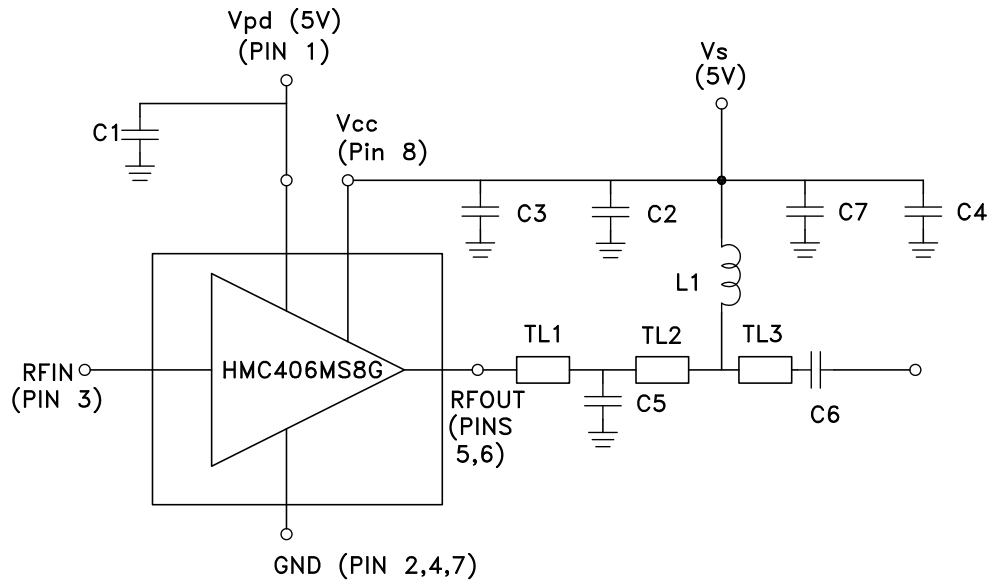 Vpd (5V)
(PIN 1)
Vs
(5V)
C1
Vcc
(Pin 8)
C3
C2
C7
C4
L1
TL1
TL2
TL3
RFIN
(PIN 3)
HMC406MS8G
RFOUT
(PINS
5,6)
C5
C6
GND (PIN 2,4,7)